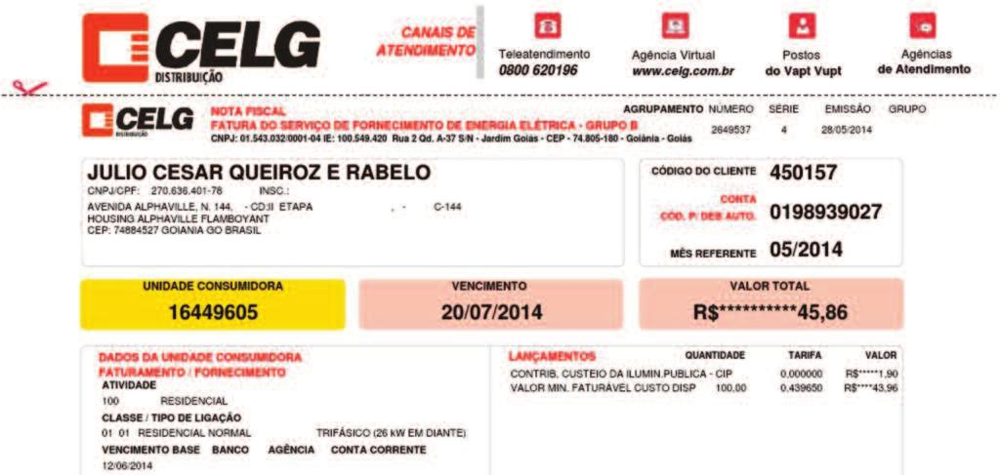 CELG
DISTRIBUIÇÃO
CANAIS DE
ATENDIMENTO
Teleatendimento
0800 620196
Agência Virtual
www.celg.com.br
Postos
do Vapt Vupt
Agências
de Atendimento
CELG
DISTRIBUIÇÃO
NOTA FISCAL
FATURA DO SERVIÇO DE FORNECIMENTO DE ENERGIA ELÉTRICA - GRUPO B
CNPJ: 01.543.032/0001-04 IE: 100.549.420 Rua 2 Qd. A-37 S/N - Jardim Goiás - CEP - 74.805-180 - Goiânia - Goiás
AGRUPAMENTO NÚMERO SÉRIE EMISSÃO GRUPO
2649537 4 28/05/2014
JULIO CESAR QUEIROZ E RABELO
CNPJ/CPF: 270.636.401-78 INSC.:
AVENIDA ALPHAVILLE, N. 144, - CD:II ETAPA , - C-144
HOUSING ALPHAVILLE FLAMBOYANT
CEP: 74884527 GOIANIA GO BRASIL
CÓDIGO DO CLIENTE 450157
CONTA
CÓD. P/ DEB AUTO. 0198939027
MÊS REFERENTE 05/2014
UNIDADE CONSUMIDORA
16449605
VENCIMENTO
20/07/2014
VALOR TOTAL
R$**********45,86
DADOS DA UNIDADE CONSUMIDORA
FATURAMENTO / FORNECIMENTO
ATIVIDADE
100 RESIDENCIAL
CLASSE / TIPO DE LIGAÇÃO
01 01 RESIDENCIAL NORMAL TRIFÁSICO (26 kW EM DIANTE)
VENCIMENTO BASE BANCO AGÊNCIA CONTA CORRENTE
12/06/2014
LANÇAMENTOS QUANTIDADE TARIFA VALOR
CONTRIB. CUSTEIO DA ILUMIN.PUBLICA - CIP 0,000000 R$*****1,90
VALOR MIN. FATURÁVEL CUSTO DISP 100,00 0,439650 R$****43,96